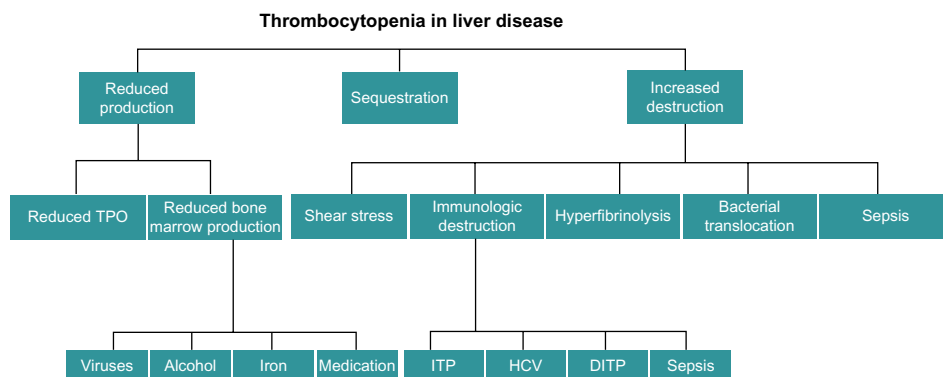 Thrombocytopenia in liver disease
Reduced
production
Sequestration
Increased
destruction
Reduced TPO
Reduced bone
marrow production
Shear stress
Immunologic
destruction
Hyperfibrinolysis
Bacterial
translocation
Sepsis
Viruses
Alcohol
Iron
Medication
ITP
HCV
DITP
Sepsis